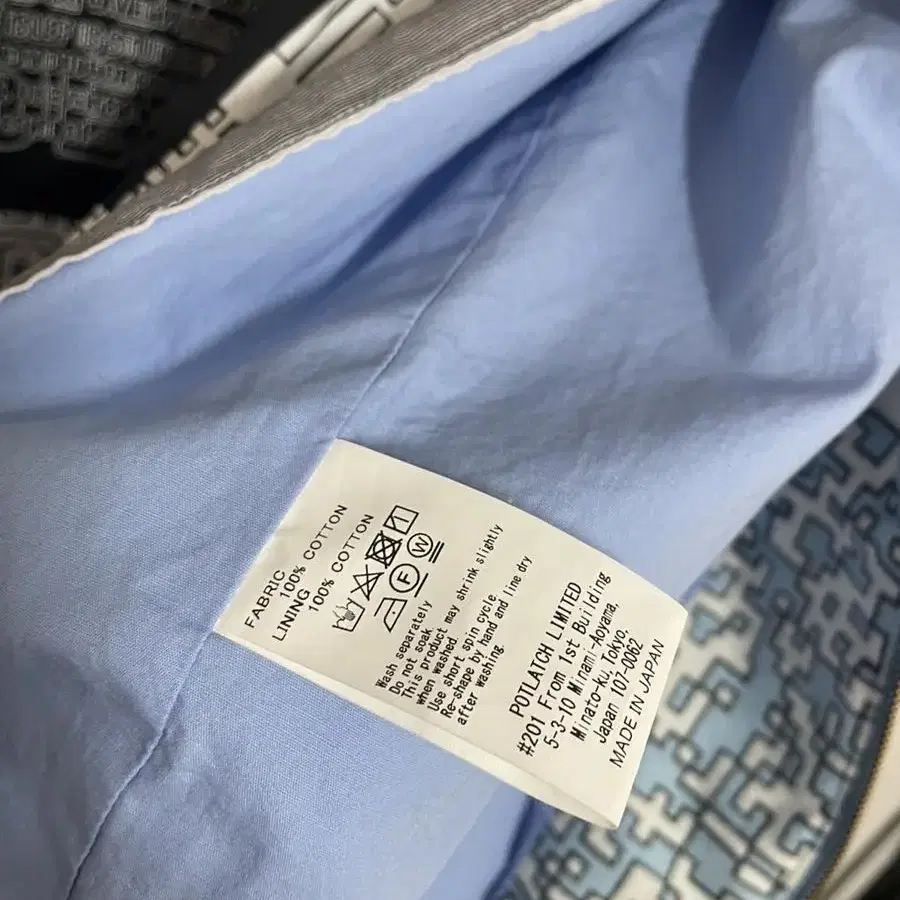 FABRIC
100% COTTON
LINING
100% COTTON
F
W
Wash separately
Do not soak
This product may shrink slightly
when washed
Use short spin cycle
Re-shape by hand and line dry
after washing.
POTLATCH LIMITED
#201 From 1st Building
5-3-10 Minami-Aoyama,
Minato-ku, Tokyo,
Japan 107-0062
MADE IN JAPAN